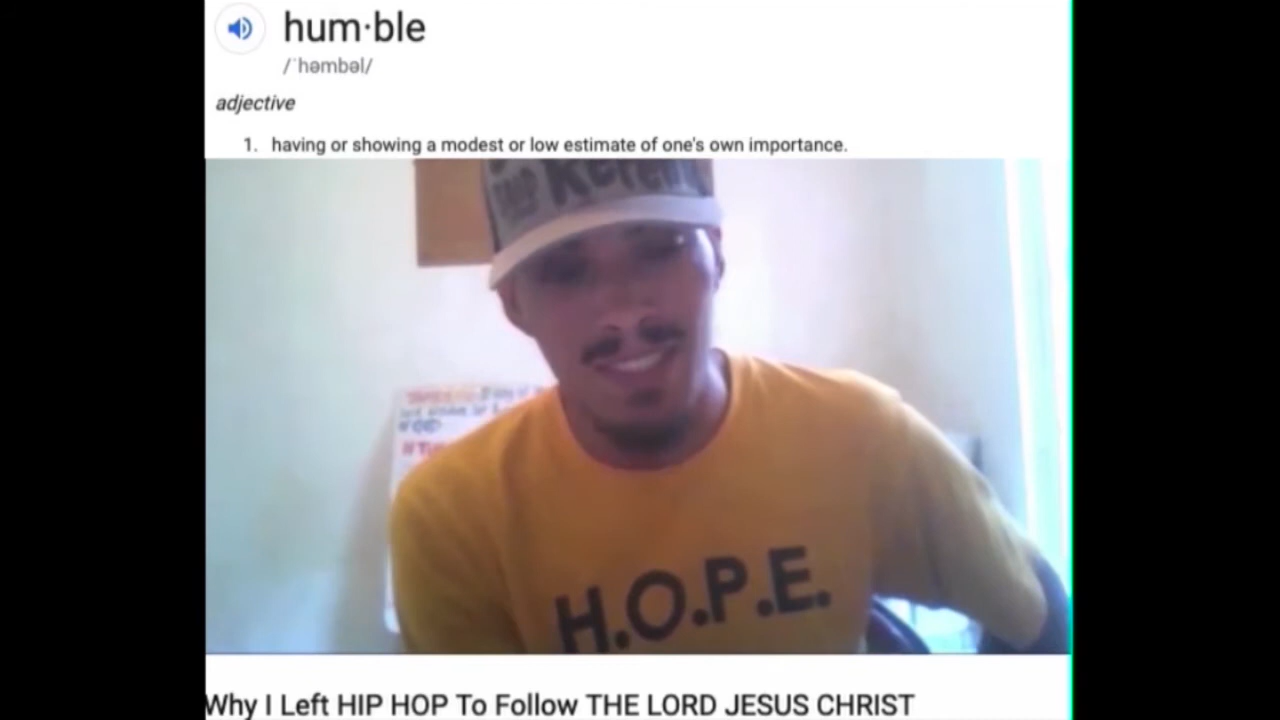 hum·ble
/ˈhəmbəl/
adjective
1. having or showing a modest or low estimate of one's own importance.
H.O.P.E.
Why I Left HIP HOP To Follow THE LORD JESUS CHRIST